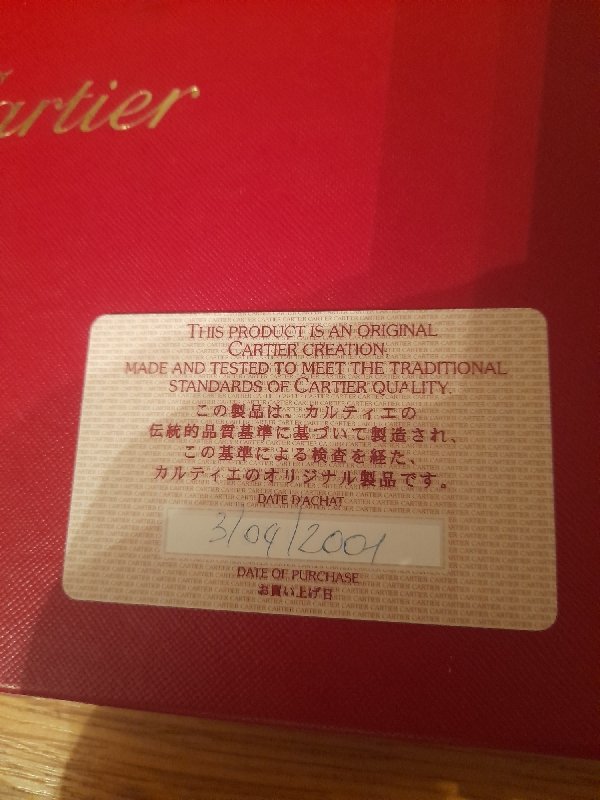 Cartier
THIS PRODUCT IS AN ORIGINAL
CARTIER CREATION,
MADE AND TESTED TO MEET THE TRADITIONAL
STANDARDS OF CARTIER QUALITY.
この製品は、カルティエの
伝統的品質基準に基づいて製造され、
この基準による検査を経た、
カルティエのオリジナル製品です。
DATE D'ACHAT
3/09/2001
DATE OF PURCHASE
お買い上げ日